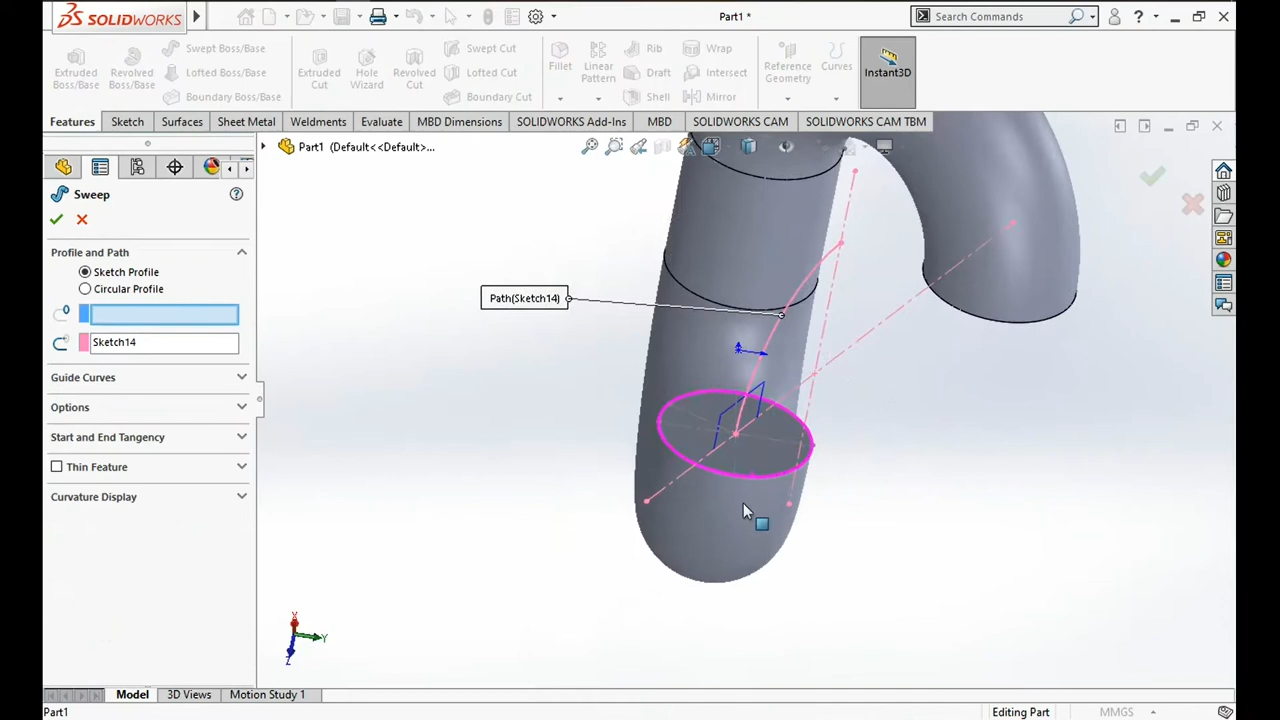 SOLIDWORKS
Part1 *
Search Commands
Extruded Boss/Base
Revolved Boss/Base
Swept Boss/Base
Lofted Boss/Base
Boundary Boss/Base
Extruded Cut
Hole Wizard
Revolved Cut
Swept Cut
Lofted Cut
Boundary Cut
Fillet
Linear Pattern
Rib
Draft
Shell
Wrap
Intersect
Mirror
Reference Geometry
Curves
Instant3D
Features
Sketch
Surfaces
Sheet Metal
Weldments
Evaluate
MBD Dimensions
SOLIDWORKS Add-Ins
MBD
SOLIDWORKS CAM
SOLIDWORKS CAM TBM
Part1 (Default<<Default>...
Sweep
Profile and Path
Sketch Profile
Circular Profile
Sketch14
Guide Curves
Options
Start and End Tangency
Thin Feature
Curvature Display
Path(Sketch14)
X
Y
Z
Model
3D Views
Motion Study 1
Part1
Editing Part
MMGS